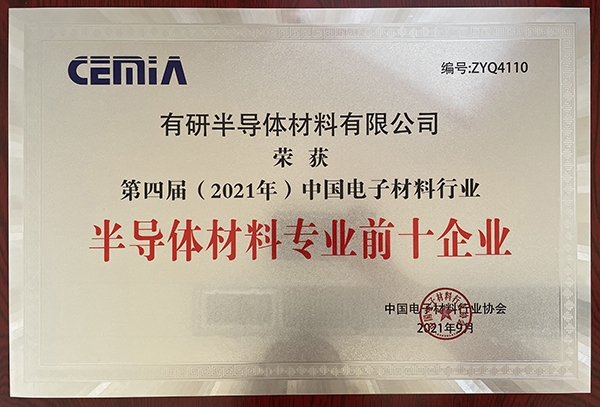 CEMIA
编号:ZYQ4110
有研半导体材料有限公司
荣获
第四届（2021年）中国电子材料行业
半导体材料专业前十企业
中国电子材料行业协会
2021年9月